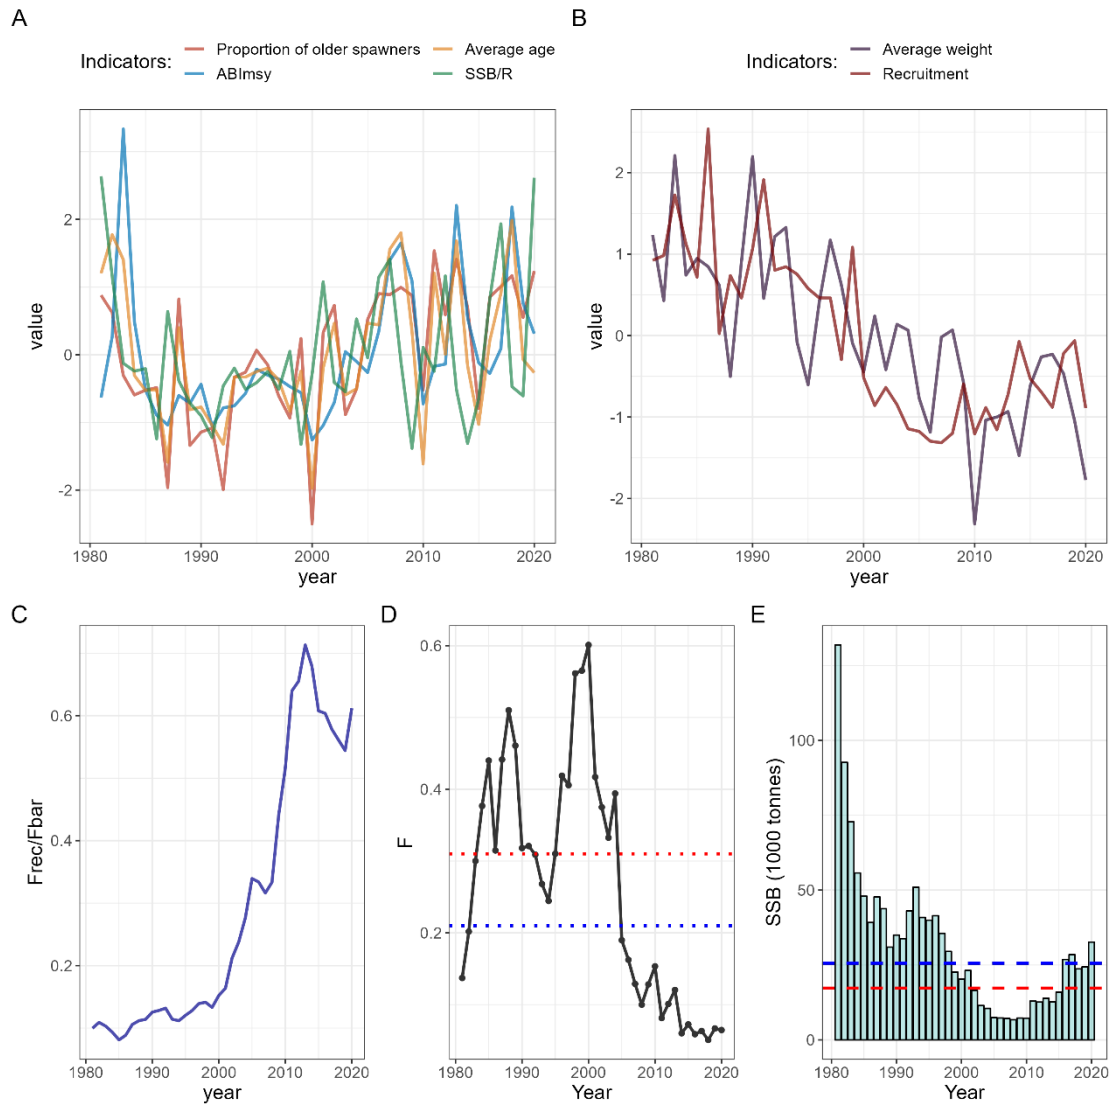 A
Indicators:
Proportion of older spawners
Average age
ABImsy
SSB/R
value
2
0
-2
1980
1990
2000
2010
2020
year
B
Indicators:
Average weight
Recruitment
value
2
1
0
-1
-2
1980
1990
2000
2010
2020
year
C
Frec/Fbar
0.6
0.4
0.2
1980
1990
2000
2010
2020
year
D
F
0.6
0.4
0.2
1980
1990
2000
2010
2020
Year
E
SSB (1000 tonnes)
100
50
0
1980
1990
2000
2010
2020
Year